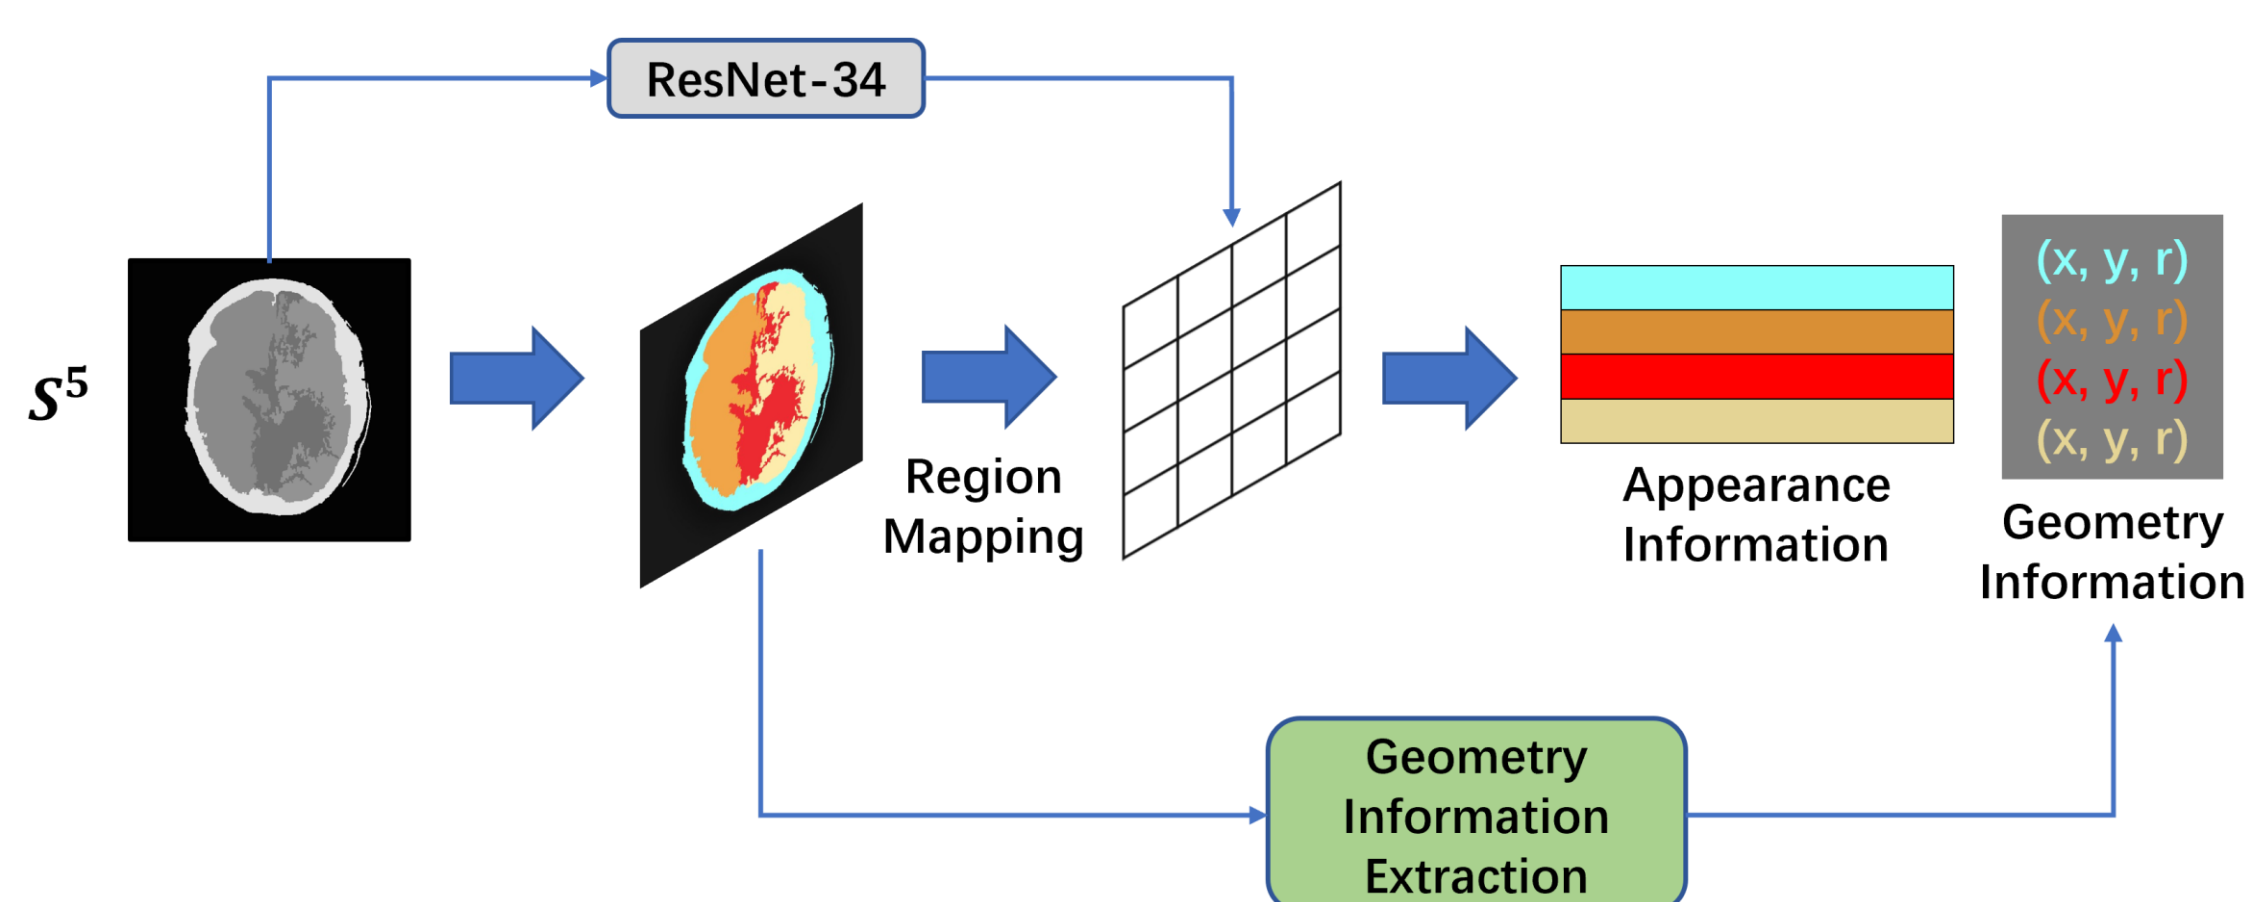 ResNet-34
S⁵
Region
Mapping
Appearance
Information
(x, y, r)
(x, y, r)
(x, y, r)
(x, y, r)
Geometry
Information
Geometry
Information
Extraction